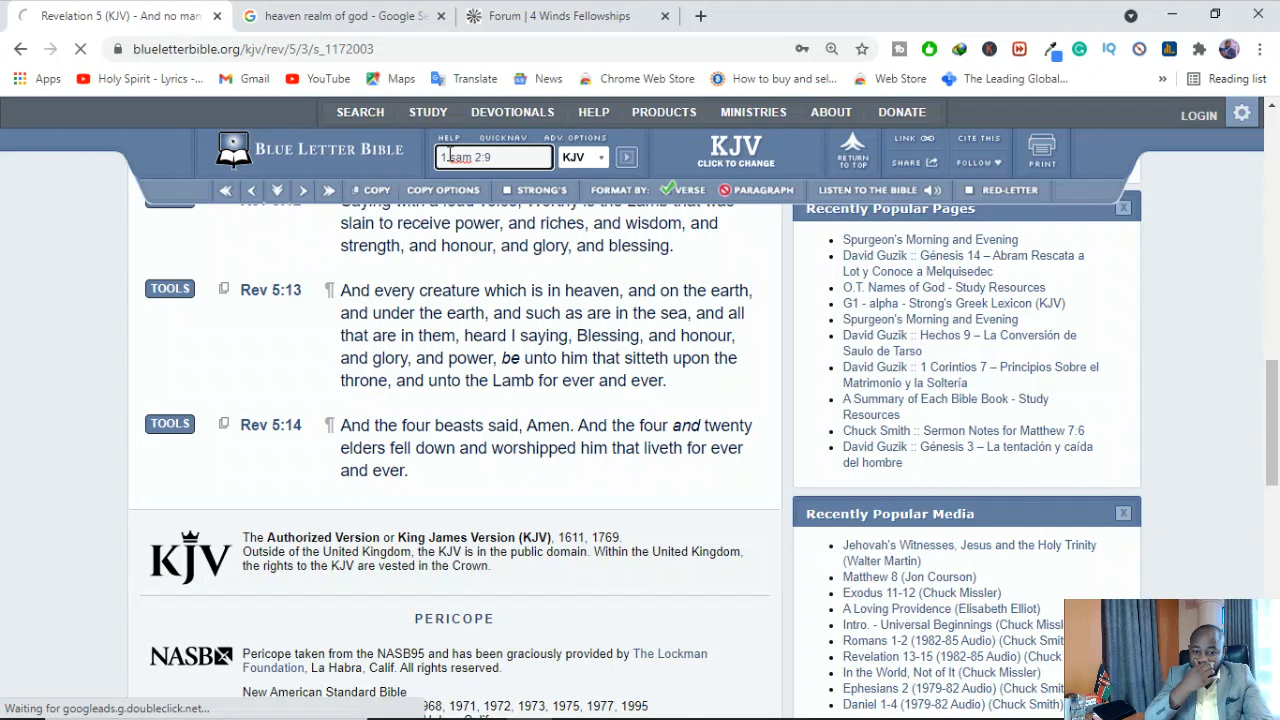 Revelation 5 (KJV) - And no man
heaven realm of god - Google Se
Forum | 4 Winds Fellowships
blueletterbible.org/kjv/rev/5/3/s_1172003
Apps
Holy Spirit - Lyrics -...
Gmail
YouTube
Maps
Translate
News
Chrome Web Store
How to buy and sel...
Web Store
The Leading Global...
Reading list
SEARCH STUDY DEVOTIONALS HELP PRODUCTS MINISTRIES ABOUT DONATE
LOGIN
BLUE LETTER BIBLE
HELP QUICKNAV ADV. OPTIONS
1 sam 2:9
KJV
KJV
CLICK TO CHANGE
RETURN
TO TOP
LINK
CITE THIS
SHARE
FOLLOW
PRINT
COPY COPY OPTIONS STRONG'S FORMAT BY: VERSE PARAGRAPH LISTEN TO THE BIBLE RED-LETTER
slain to receive power, and riches, and wisdom, and
strength, and honour, and glory, and blessing.
TOOLS
Rev 5:13
¶ And every creature which is in heaven, and on the earth,
and under the earth, and such as are in the sea, and all
that are in them, heard I saying, Blessing, and honour,
and glory, and power, be unto him that sitteth upon the
throne, and unto the Lamb for ever and ever.
TOOLS
Rev 5:14
¶ And the four beasts said, Amen. And the four and twenty
elders fell down and worshipped him that liveth for ever
and ever.
KJV
The Authorized Version or King James Version (KJV), 1611, 1769.
Outside of the United Kingdom, the KJV is in the public domain. Within the United Kingdom,
the rights to the KJV are vested in the Crown.
PERICOPE
NASB
Pericope taken from the NASB95 and has been graciously provided by The Lockman
Foundation, La Habra, Calif. All rights reserved.
New American Standard Bible
968, 1971, 1972, 1973, 1975, 1977, 1995
Recently Popular Pages
X
Spurgeon's Morning and Evening
David Guzik :: Génesis 14 – Abram Rescata a
Lot y Conoce a Melquisedec
O.T. Names of God - Study Resources
G1 - alpha - Strong's Greek Lexicon (KJV)
Spurgeon's Morning and Evening
David Guzik :: Hechos 9 – La Conversión de
Saulo de Tarso
David Guzik :: 1 Corintios 7 – Principios Sobre el
Matrimonio y la Soltería
A Summary of Each Bible Book - Study
Resources
Chuck Smith :: Sermon Notes for Matthew 7:6
David Guzik :: Génesis 3 – La tentación y caída
del hombre
Recently Popular Media
X
Jehovah's Witnesses, Jesus and the Holy Trinity
(Walter Martin)
Matthew 8 (Jon Courson)
Exodus 11-12 (Chuck Missler)
A Loving Providence (Elisabeth Elliot)
Intro. - Universal Beginnings (Chuck Missl
Romans 1-2 (1982-85 Audio) (Chuck Smit
Revelation 13-15 (1982-85 Audio) (Chuck
In the World, Not of It (Chuck Missler)
Ephesians 2 (1979-82 Audio) (Chuck Smith)
Daniel 1-4 (1979-82 Audio) (Chuck Smith)
Waiting for googleads.g.doubleclick.net...